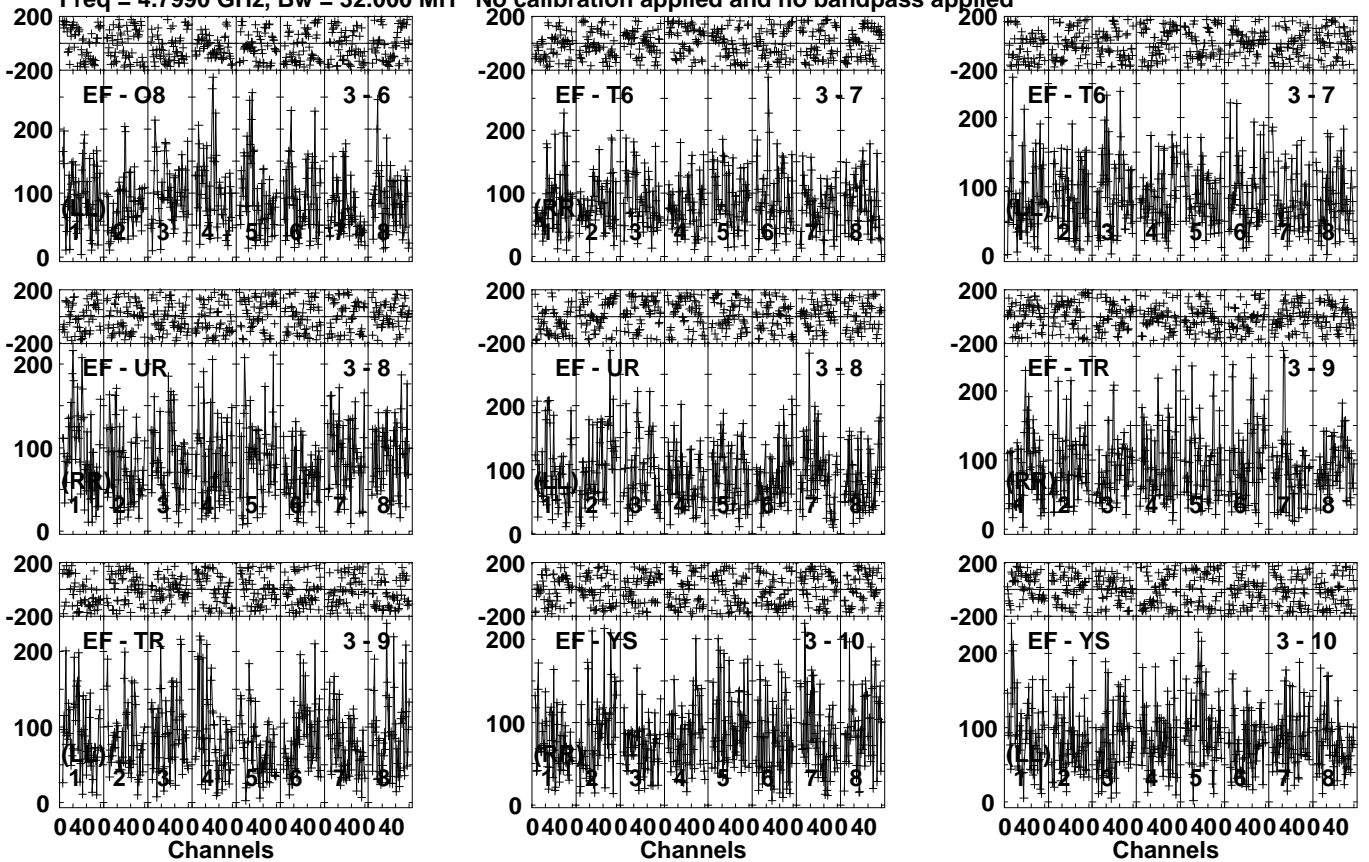 Freq = 4.7990 GHz, Bw = 32.000 MH No calibration applied and no bandpass applied
200 200 200
-200 -200 -200
EF - O8 3 - 6 EF - T6 3 - 7 EF - T6 3 - 7
200 200 200
100 100 100
(LL) (RR) (LL)
1 2 3 4 5 6 7 8 1 2 3 4 5 6 7 8 1 2 3 4 5 6 7 8
0 0 0
200 200 200
-200 -200 -200
EF - UR 3 - 8 EF - UR 3 - 8 EF - TR 3 - 9
200 200 200
100 100 100
(RR) (LL) (RR)
1 2 3 4 5 6 7 8 1 2 3 4 5 6 7 8 1 2 3 4 5 6 7 8
0 0 0
200 200 200
-200 -200 -200
EF - TR 3 - 9 EF - YS 3 - 10 EF - YS 3 - 10
200 200 200
100 100 100
(LL) (RR) (LL)
1 2 3 4 5 6 7 8 1 2 3 4 5 6 7 8 1 2 3 4 5 6 7 8
0 0 0
0 40 0 40 0 40 0 40 0 40 0 40 0 40 0 40 0 40 0 40 0 40 0 40 0 40 0 40 0 40 0 40 0 40 0 40 0 40 0 40 0 40 0 40 0 40 0 40
Channels Channels Channels